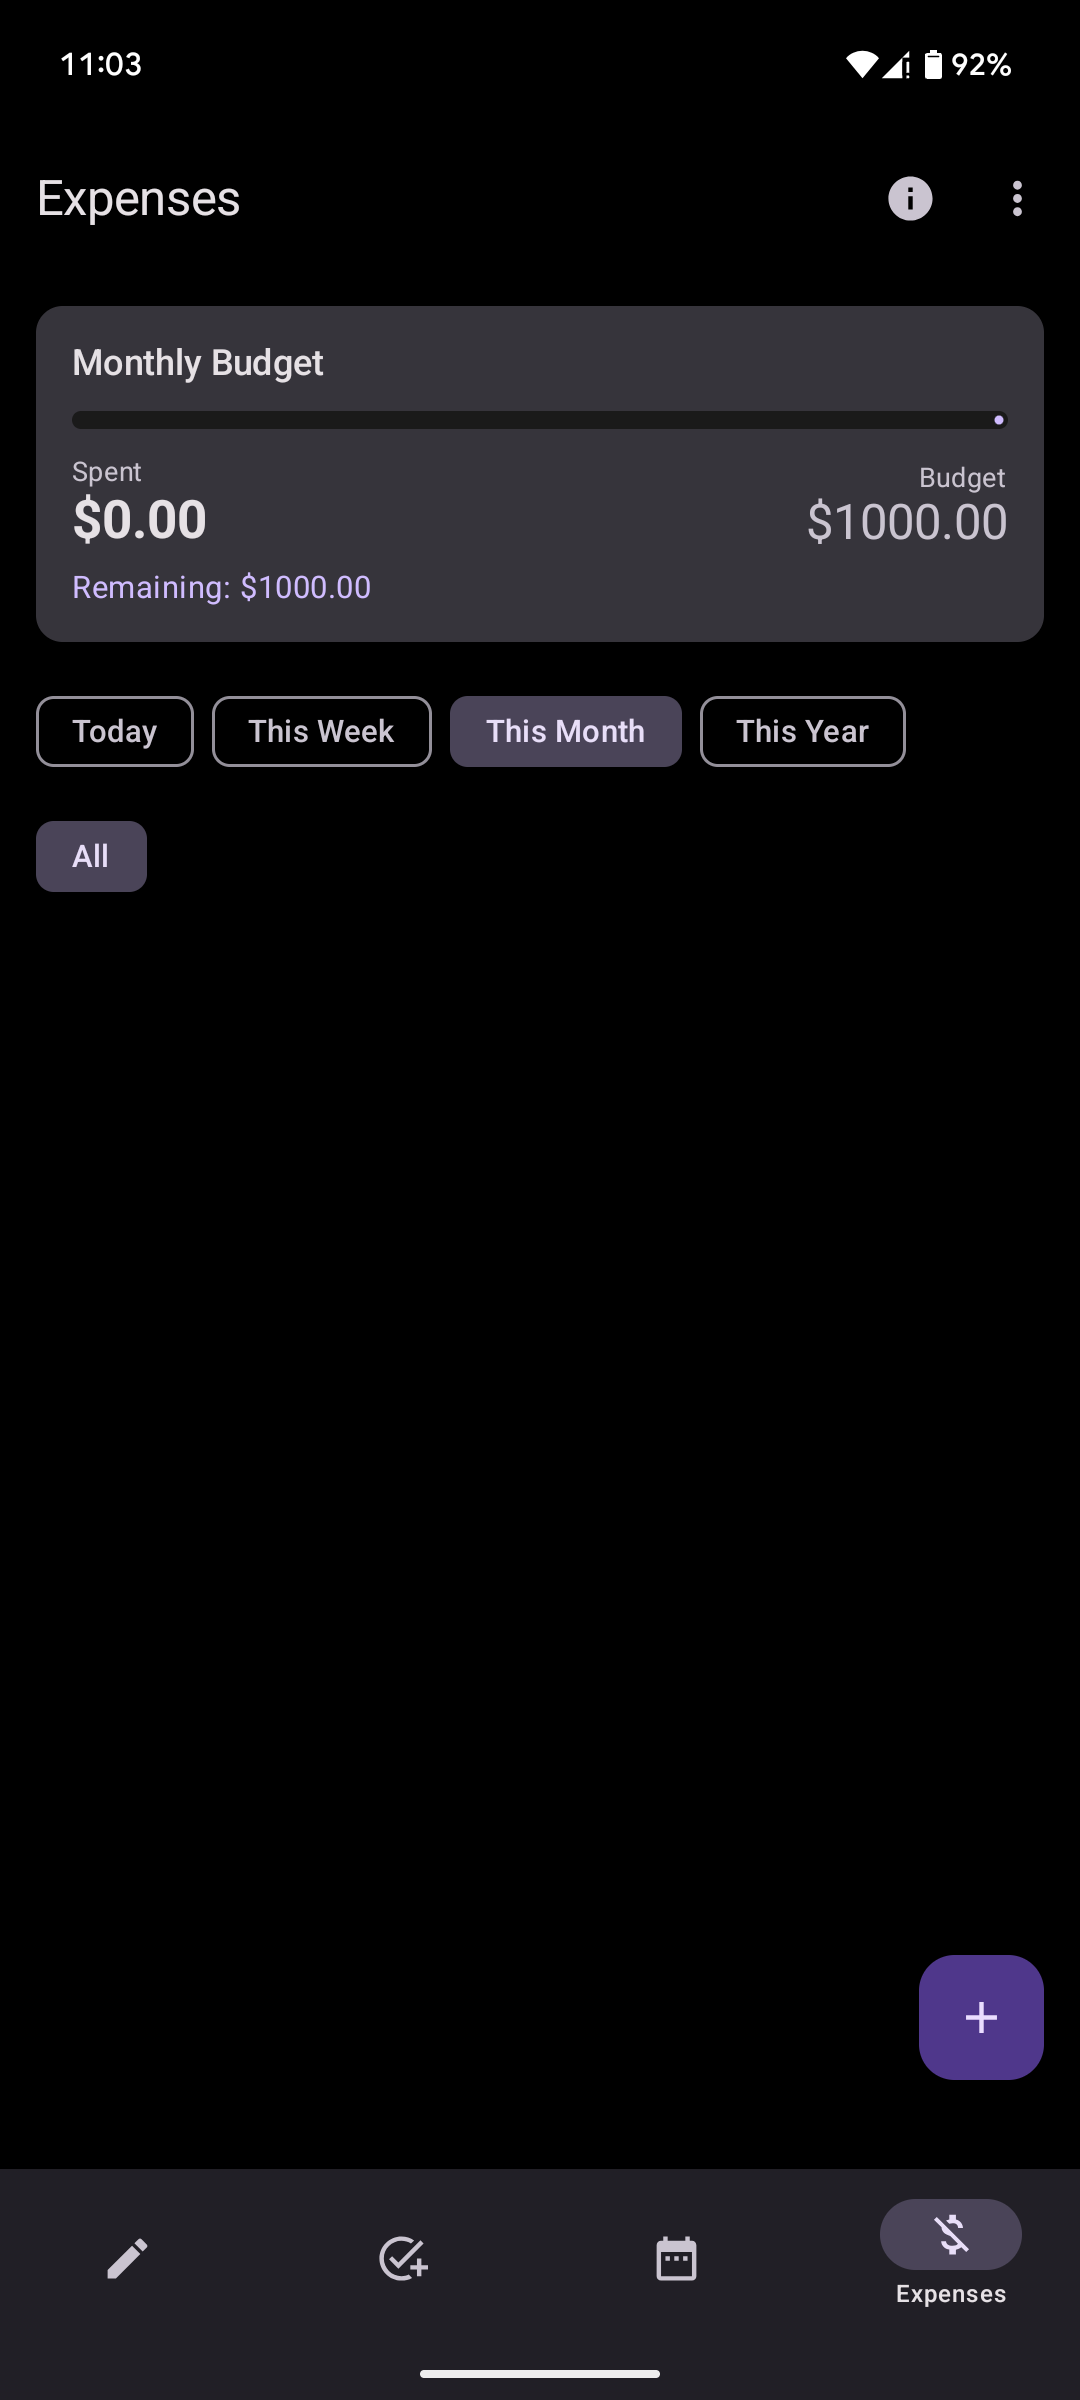 11:03
92%
Expenses
Monthly Budget
Spent
Budget
$0.00
$1000.00
Remaining: $1000.00
Today
This Week
This Month
This Year
All
Expenses